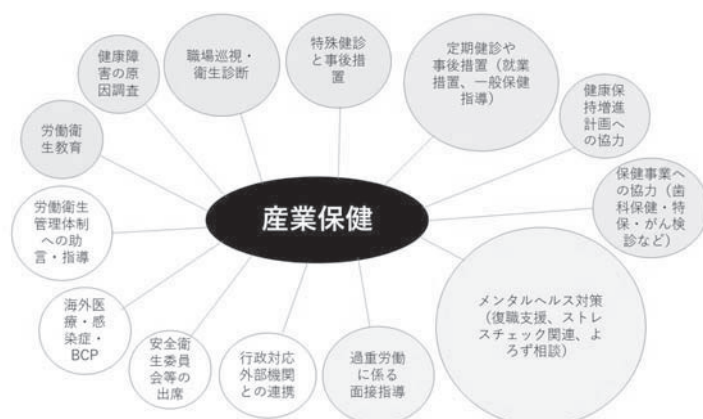 健康障
害の原
因調査
職場巡視・
衛生診断
特殊健診
と事後措
置
定期健診や
事後措置（就業
措置、一般保健
指導）
健康保
持増進
計画への
協力
労働衛
生教育
産業保健
保健事業へ
の協力（歯
科保健・特
保・がん検
診など）
労働衛生
管理体制
への助
言・指導
メンタルヘルス対策
（復職支援、ストレ
スチェック関連、よ
ろず相談）
海外医
療・感
染症・
BCP
安全衛
生委員
会等の
出席
行政対応
外部機関
との連携
過重労働
に係る
面接指導